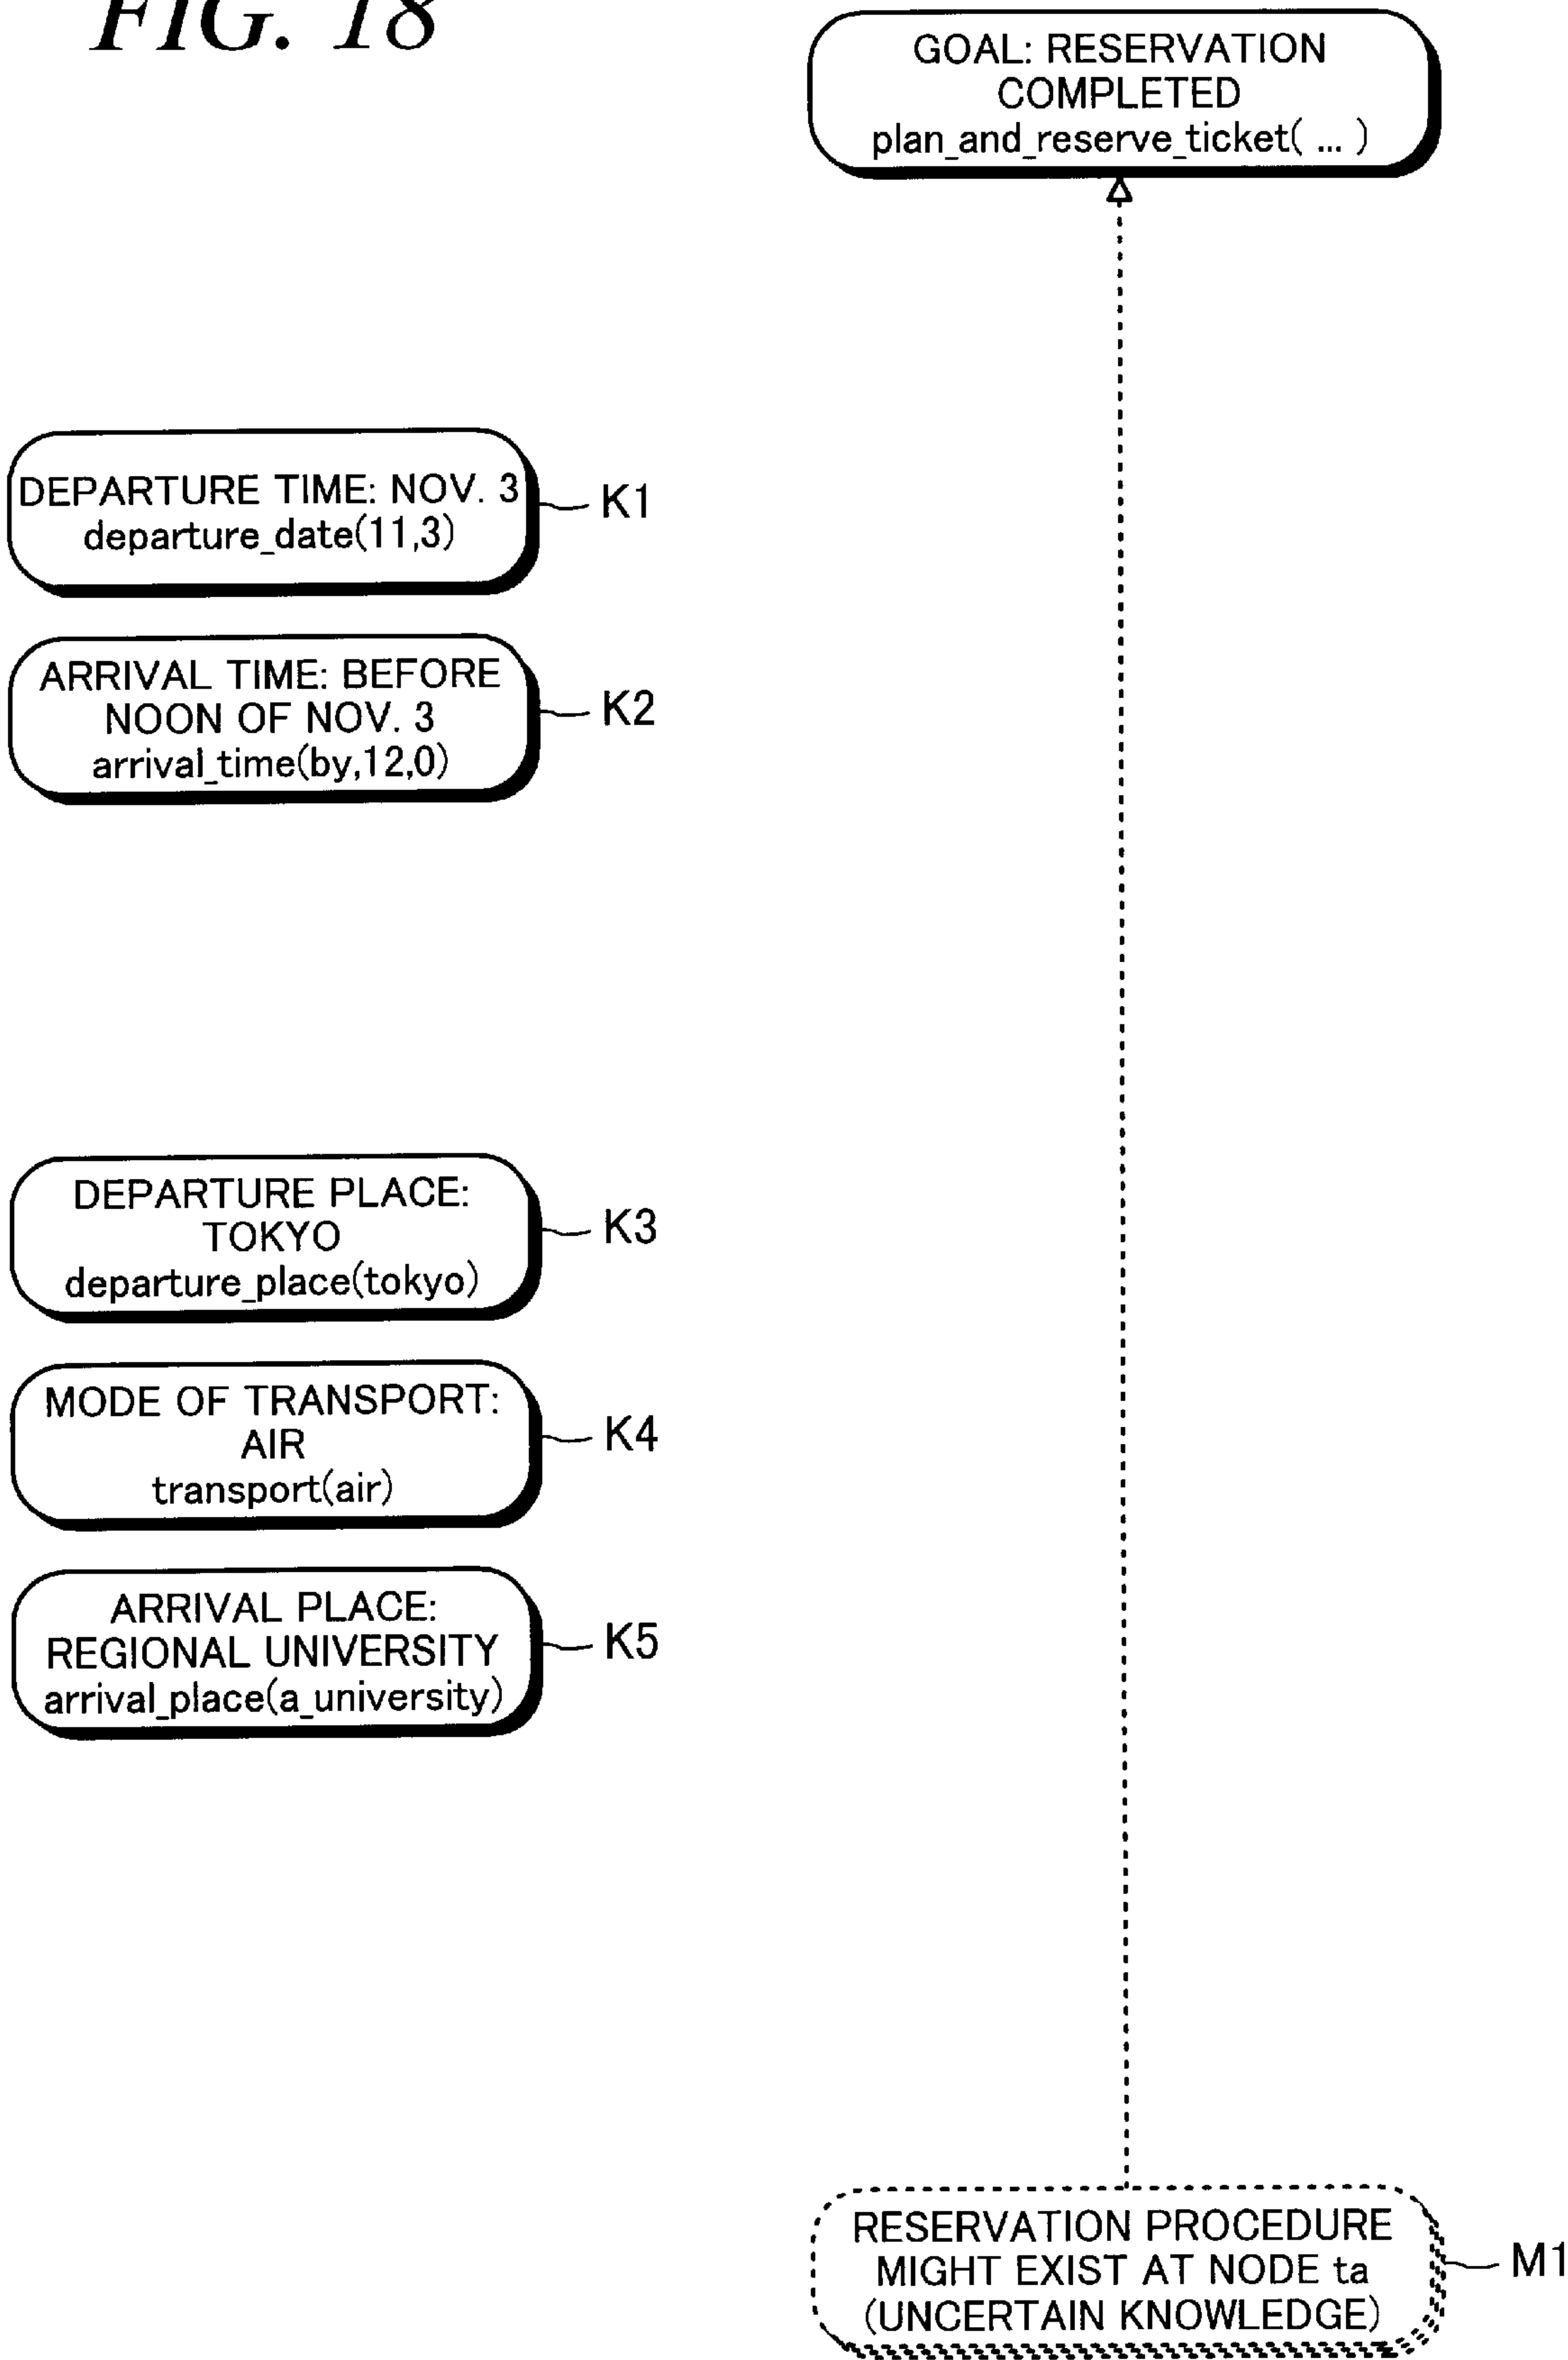 FIG. 18
GOAL: RESERVATION
COMPLETED
plan_and_reserve_ticket( ... )
DEPARTURE TIME: NOV. 3
departure_date(11,3)
K1
ARRIVAL TIME: BEFORE
NOON OF NOV. 3
arrival_time(by,12,0)
K2
DEPARTURE PLACE:
TOKYO
departure_place(tokyo)
K3
MODE OF TRANSPORT:
AIR
transport(air)
K4
ARRIVAL PLACE:
REGIONAL UNIVERSITY
arrival_place(a_university)
K5
RESERVATION PROCEDURE
MIGHT EXIST AT NODE ta
(UNCERTAIN KNOWLEDGE)
M1